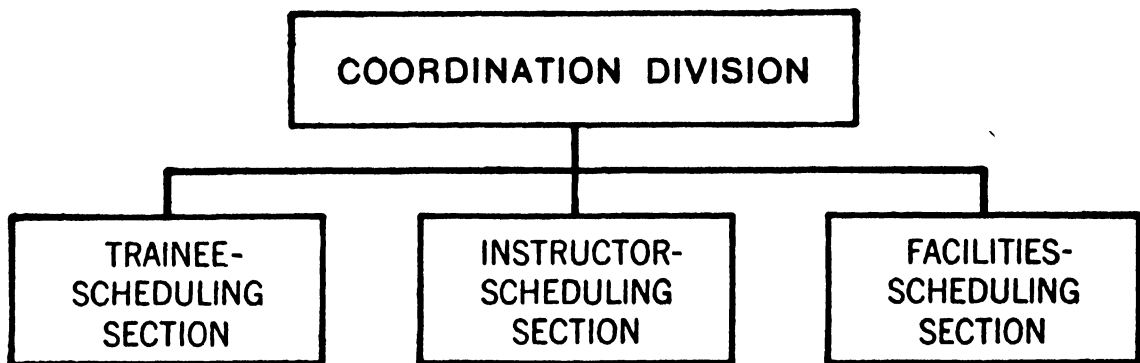 COORDINATION DIVISION
TRAINEE-
SCHEDULING
SECTION
INSTRUCTOR-
SCHEDULING
SECTION
FACILITIES-
SCHEDULING
SECTION